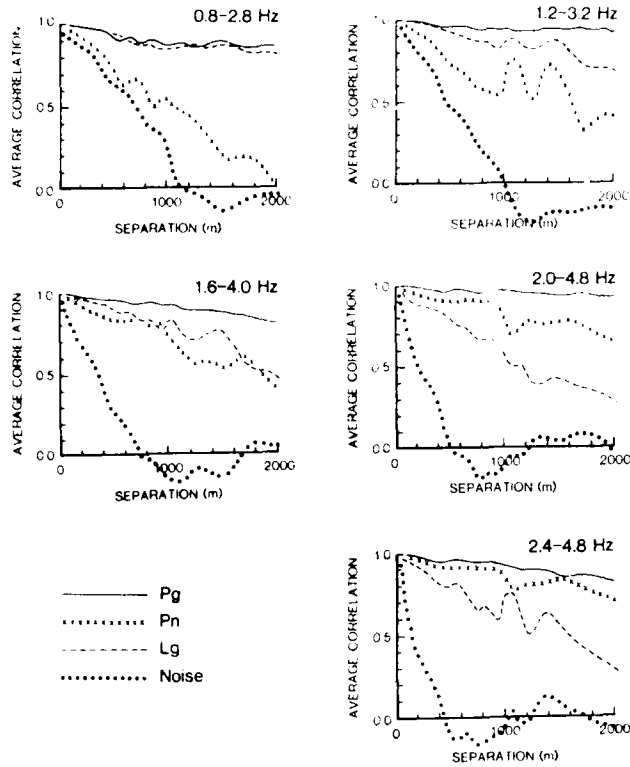 0.8–2.8 Hz
AVERAGE CORRELATION
1.0
0.5
0.0
0
1000
2000
SEPARATION (m)
1.2–3.2 Hz
AVERAGE CORRELATION
1.0
0.5
0.0
0
1000
2000
SEPARATION (m)
1.6–4.0 Hz
AVERAGE CORRELATION
1.0
0.5
0.0
0
1000
2000
SEPARATION (m)
2.0–4.8 Hz
AVERAGE CORRELATION
1.0
0.5
0.0
0
1000
2000
SEPARATION (m)
2.4–4.8 Hz
AVERAGE CORRELATION
1.0
0.5
0.0
0
1000
2000
SEPARATION (m)
Pg
Pn
Lg
Noise